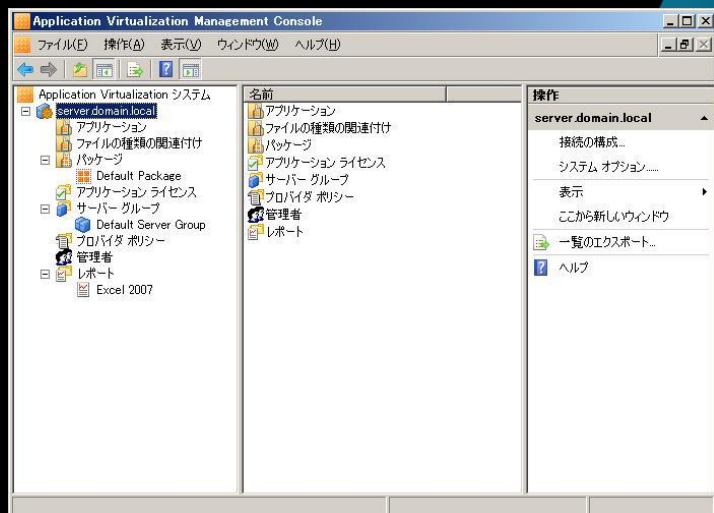 Application Virtualization Management Console
ファイル(F) 操作(A) 表示(V) ウィンドウ(W) ヘルプ(H)
Application Virtualization システム
server.domain.local
アプリケーション
ファイルの種類の関連付け
パッケージ
Default Package
アプリケーション ライセンス
サーバー グループ
Default Server Group
プロバイダ ポリシー
管理者
レポート
Excel 2007
名前
アプリケーション
ファイルの種類の関連付け
パッケージ
アプリケーション ライセンス
サーバー グループ
プロバイダ ポリシー
管理者
レポート
操作
server.domain.local
接続の構成...
システム オプション......
表示
ここから新しいウィンドウ
一覧のエクスポート...
ヘルプ